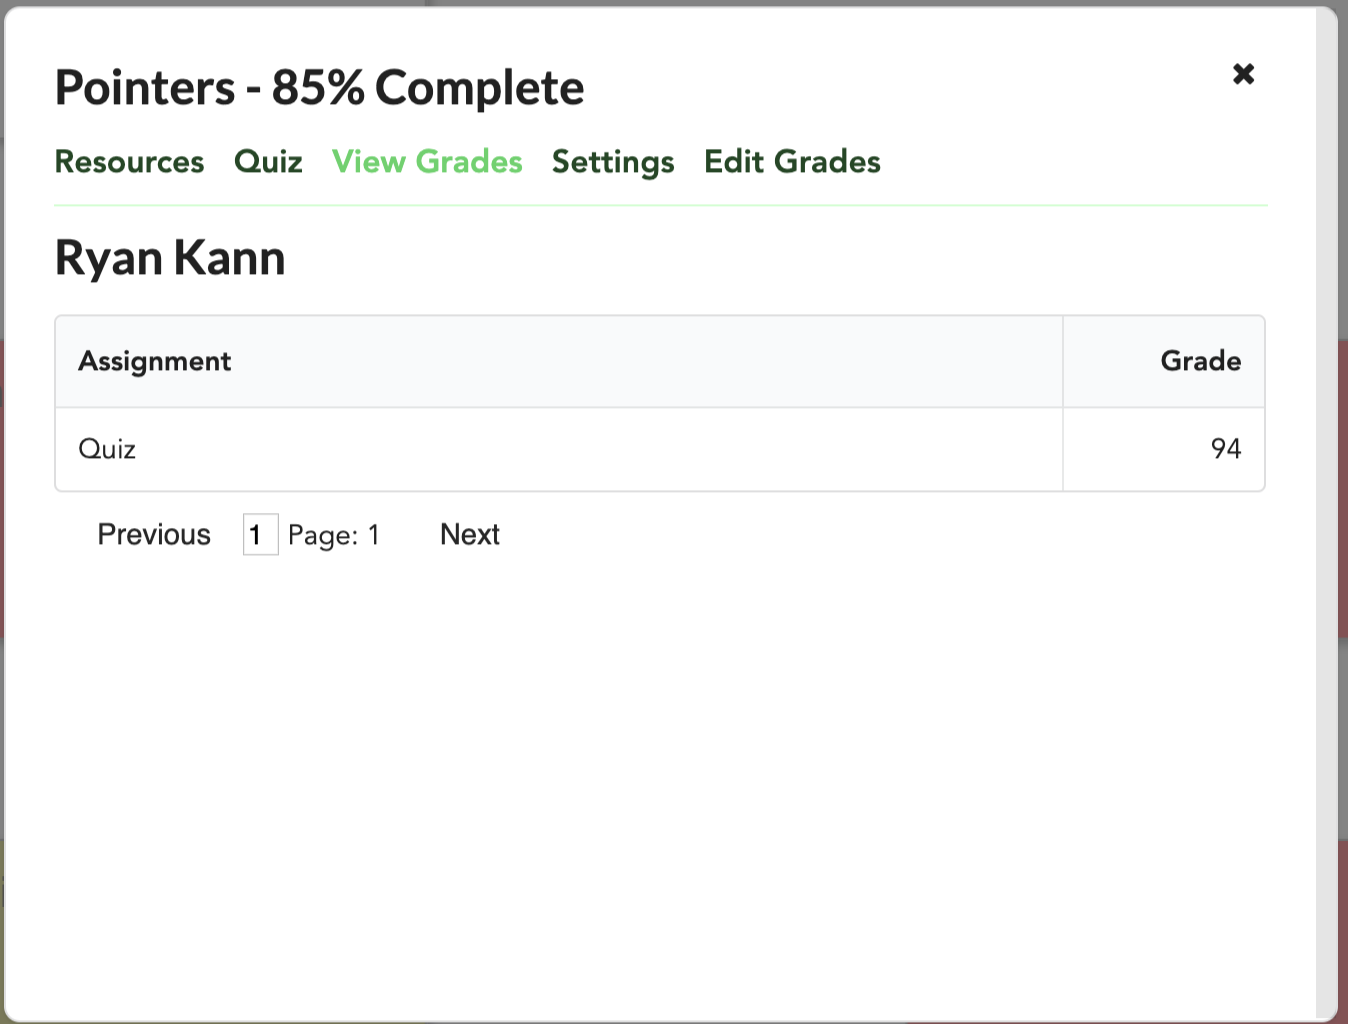 Pointers - 85% Complete
Resources Quiz View Grades Settings Edit Grades
Ryan Kann
Assignment Grade
Quiz 94
Previous 1 Page: 1 Next